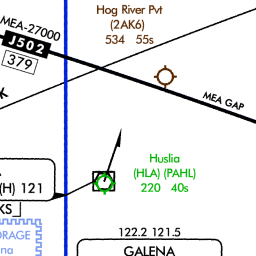 Hog River Pvt
(2AK6)
534 55s
MEA-27000
J502
379
MEA GAP
K
Huslia
(HLA) (PAHL)
220 40s
(H) 121
KS
ORAGE
na
122.2 121.5
GALENA